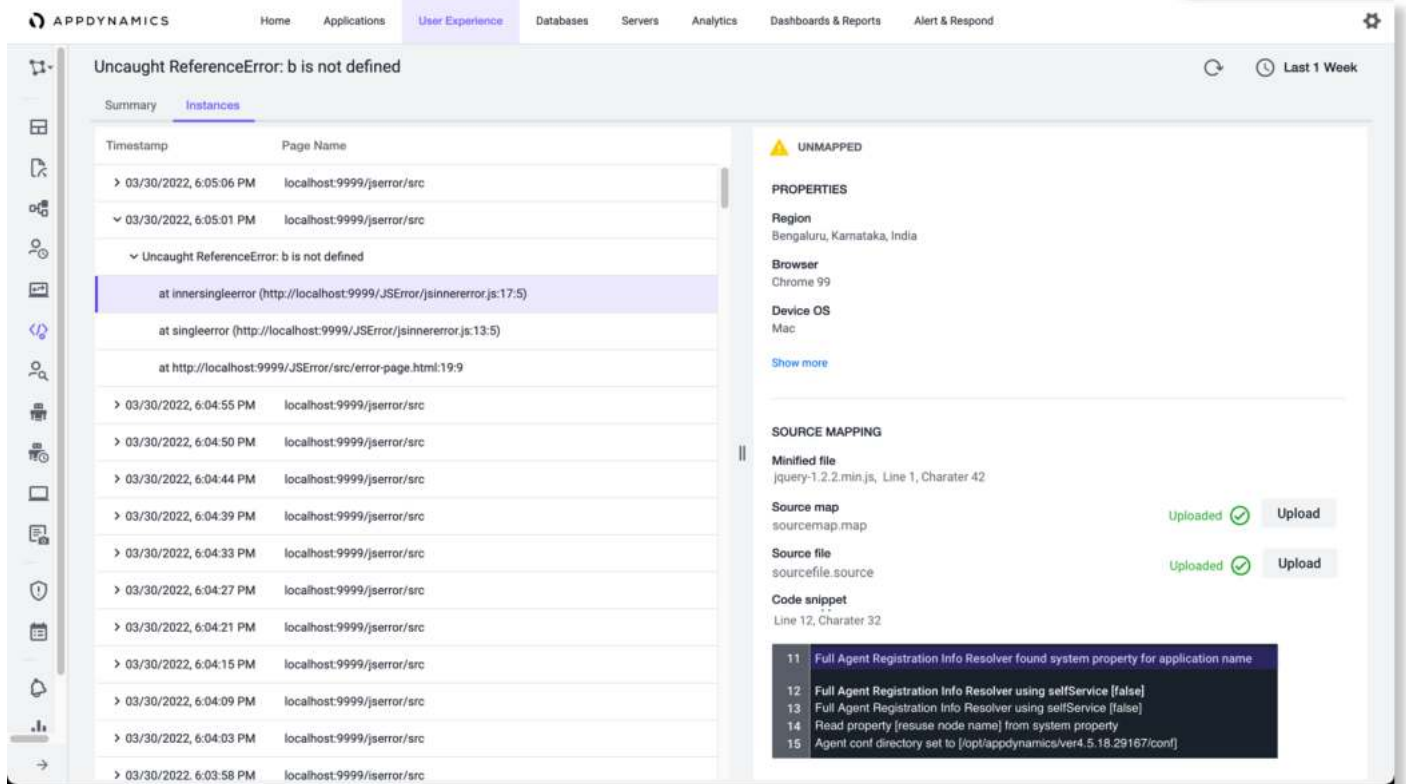 APPDYNAMICS
Home Applications User Experience Databases Servers Analytics Dashboards & Reports Alert & Respond
Uncaught ReferenceError: b is not defined
Last 1 Week
Summary Instances
Timestamp Page Name
03/30/2022, 6:05:06 PM localhost:9999/jserror/src
03/30/2022, 6:05:01 PM localhost:9999/jserror/src
Uncaught ReferenceError: b is not defined
at innersingleerror (http://localhost:9999/JSError/jsinnererror.js:17:5)
at singleerror (http://localhost:9999/JSError/jsinnererror.js:13:5)
at http://localhost:9999/JSError/src/error-page.html:19:9
03/30/2022, 6:04:55 PM localhost:9999/jserror/src
03/30/2022, 6:04:50 PM localhost:9999/jserror/src
03/30/2022, 6:04:44 PM localhost:9999/jserror/src
03/30/2022, 6:04:39 PM localhost:9999/jserror/src
03/30/2022, 6:04:33 PM localhost:9999/jserror/src
03/30/2022, 6:04:27 PM localhost:9999/jserror/src
03/30/2022, 6:04:21 PM localhost:9999/jserror/src
03/30/2022, 6:04:15 PM localhost:9999/jserror/src
03/30/2022, 6:04:09 PM localhost:9999/jserror/src
03/30/2022, 6:04:03 PM localhost:9999/jserror/src
03/30/2022, 6:03:58 PM localhost:9999/jserror/src
UNMAPPED
PROPERTIES
Region
Bengaluru, Karnataka, India
Browser
Chrome 99
Device OS
Mac
Show more
SOURCE MAPPING
Minified file
jquery-1.2.2.min.js, Line 1, Charater 42
Source map
sourcemap.map
Uploaded Upload
Source file
sourcefile.source
Uploaded Upload
Code snippet
Line 12, Charater 32
11 Full Agent Registration Info Resolver found system property for application name
12 Full Agent Registration Info Resolver using selfService [false]
13 Full Agent Registration Info Resolver using selfService [false]
14 Read property [resuse node name] from system property
15 Agent conf directory set to [/opt/appdynamics/ver4.5.18.29167/conf]